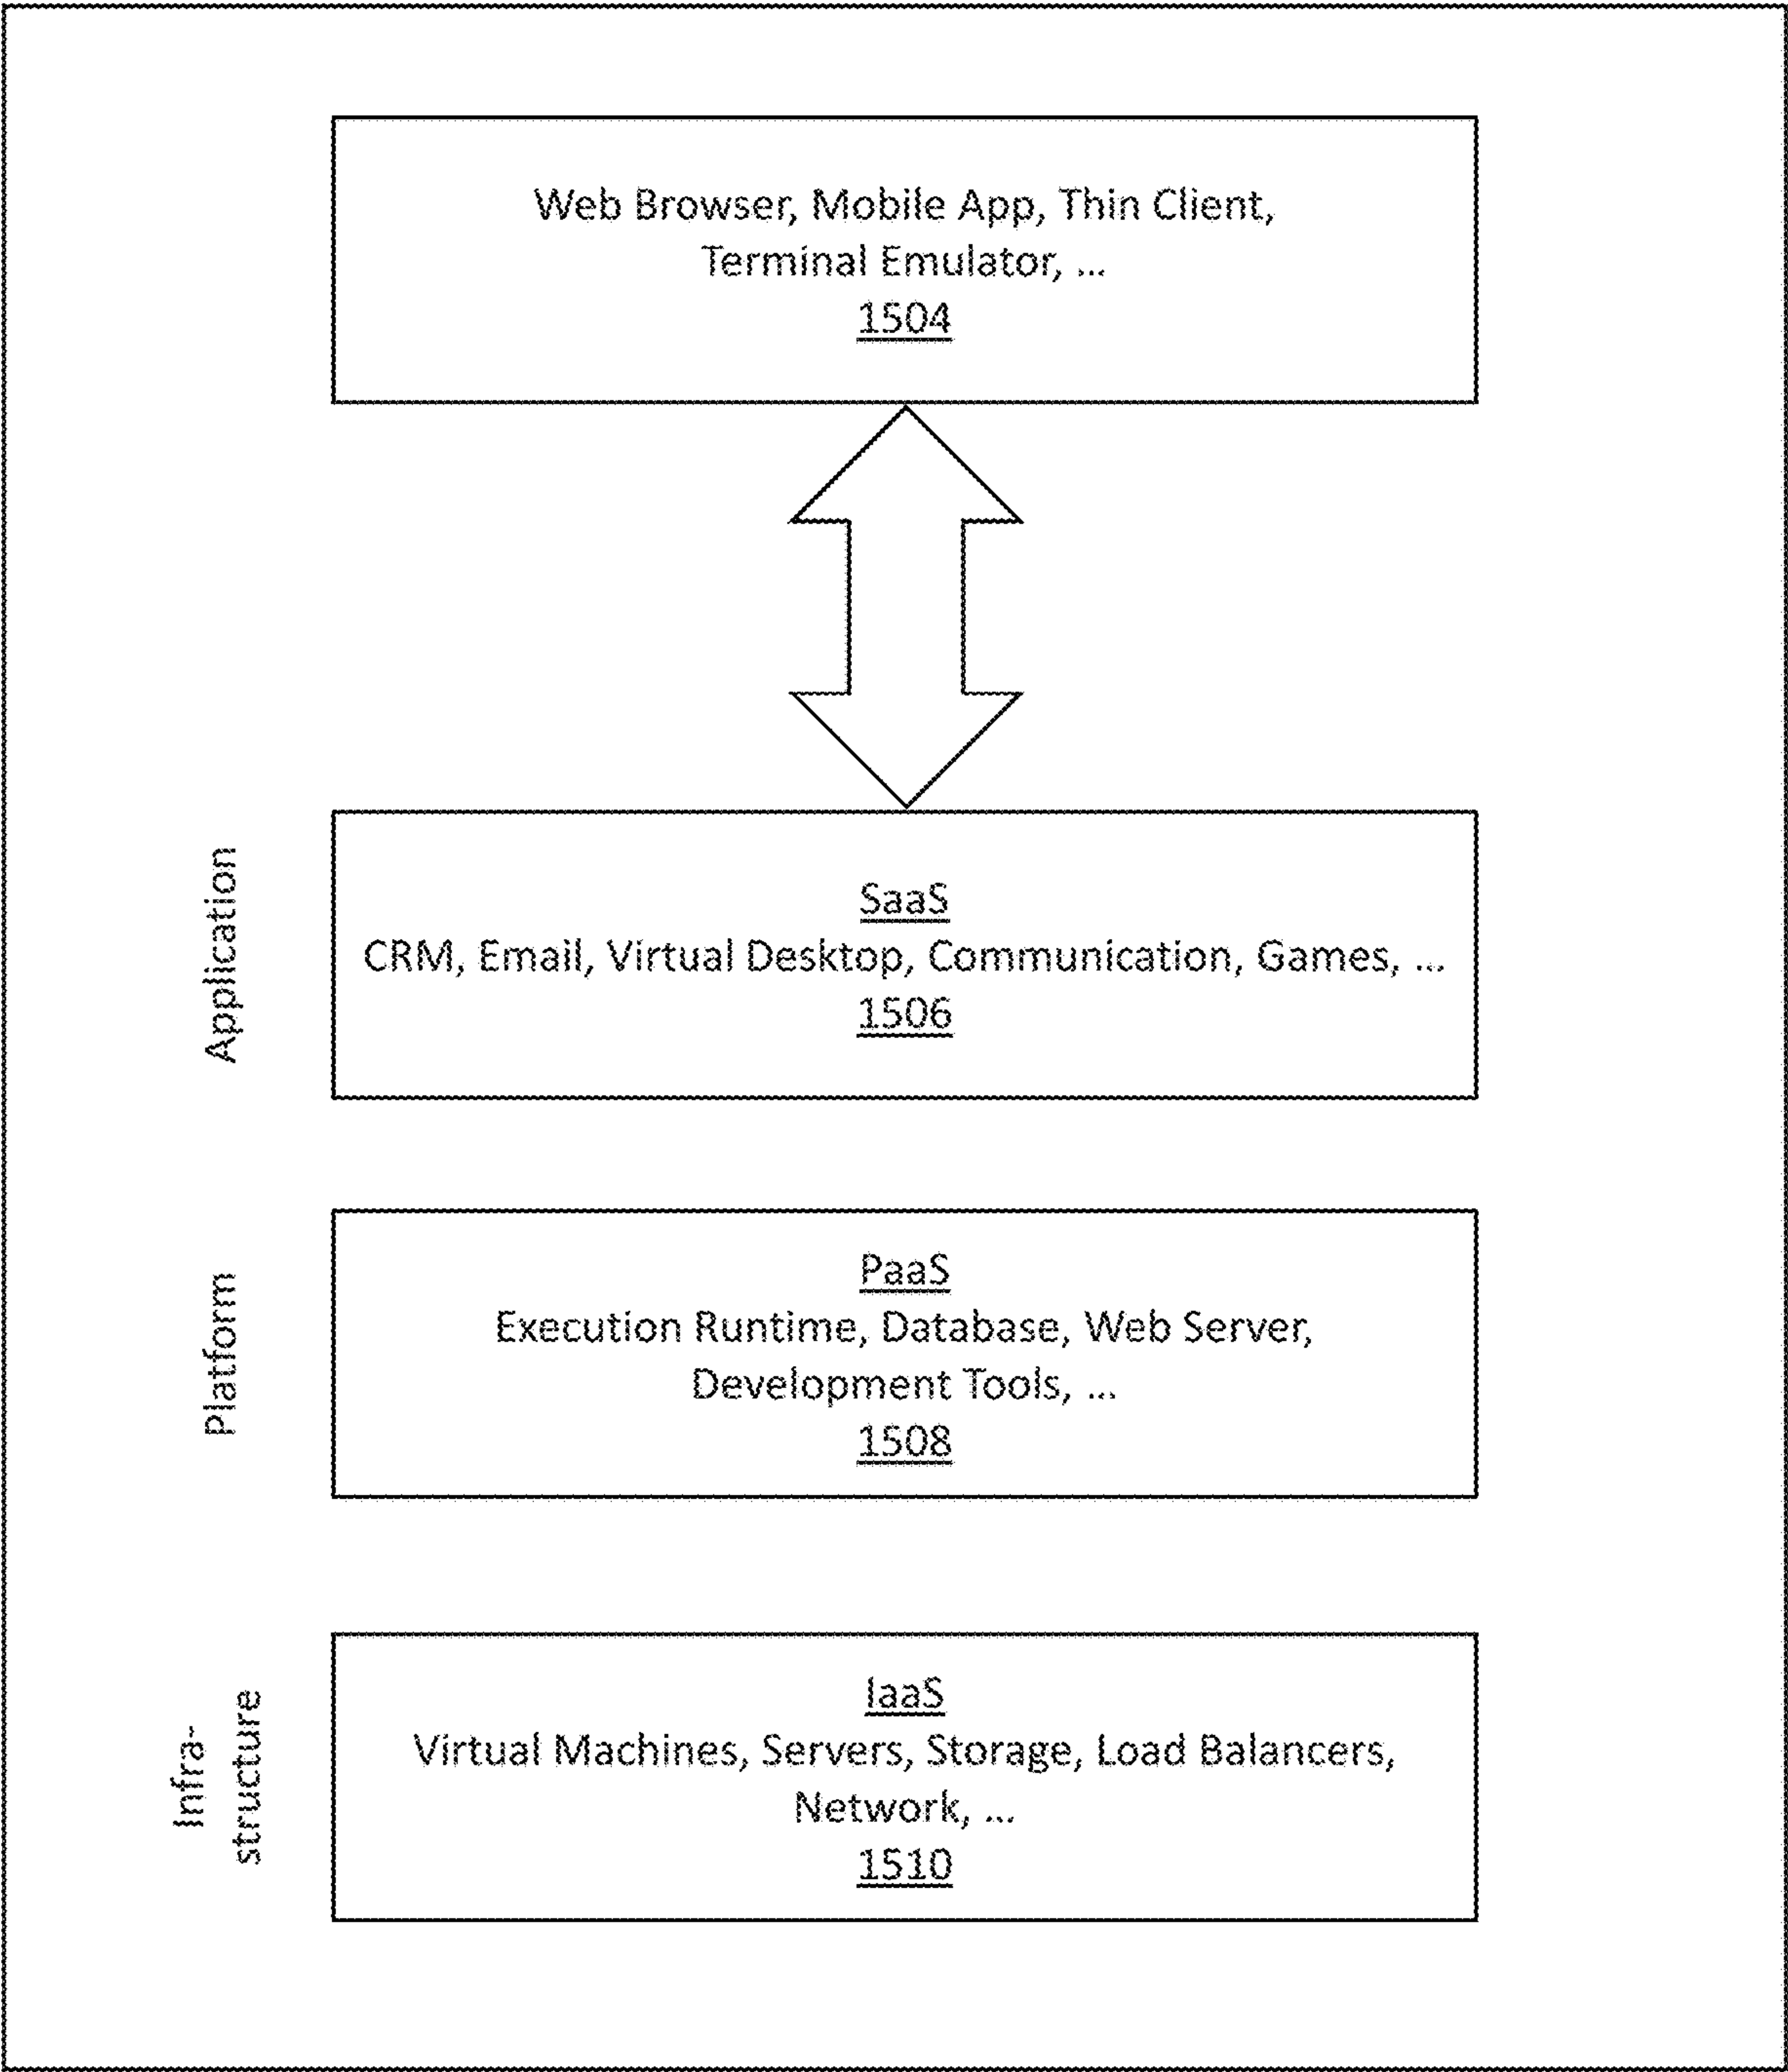 Web Browser, Mobile App, Thin Client,
Terminal Emulator, ...
1504
Application
SaaS
CRM, Email, Virtual Desktop, Communication, Games, ...
1506
Platform
PaaS
Execution Runtime, Database, Web Server,
Development Tools, ...
1508
Infra-
structure
IaaS
Virtual Machines, Servers, Storage, Load Balancers,
Network, ...
1510